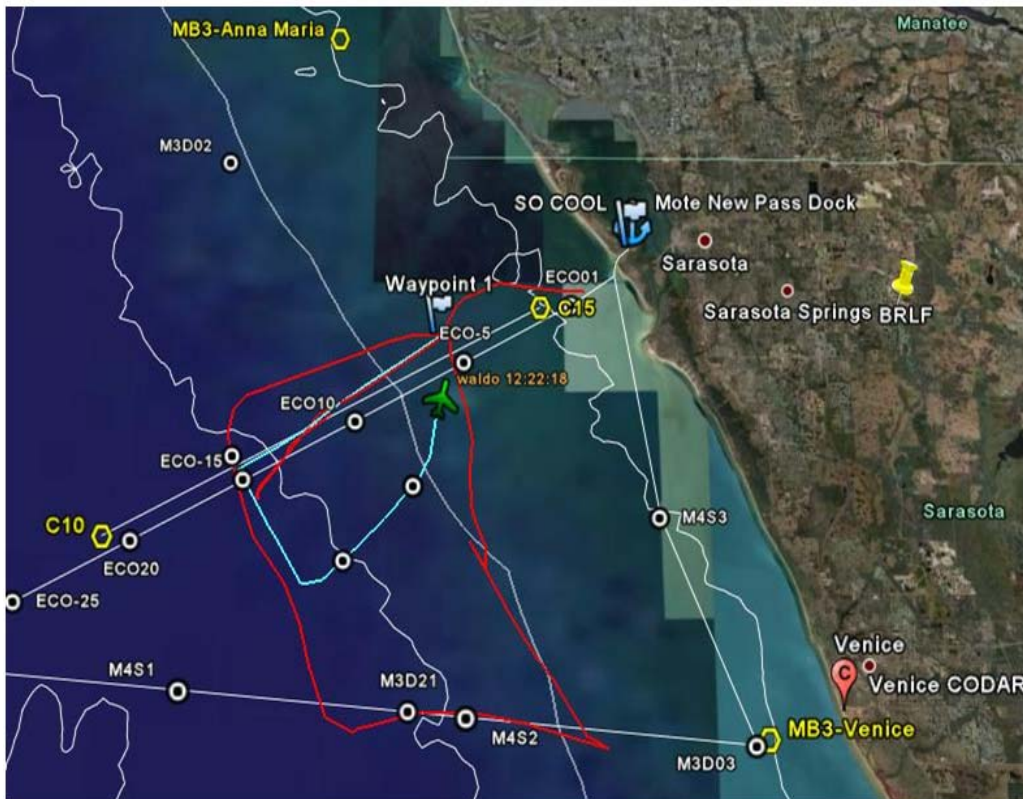 Manatee
MB3-Anna Maria
M3D02
SO COOL
Mote New Pass Dock
Sarasota
ECO01
Waypoint 1
C15
Sarasota Springs
BRLF
ECO-5
waldo 12:22:18
ECO10
ECO-15
C10
M4S3
Sarasota
ECO20
ECO-25
Venice
C
M4S1
M3D21
Venice CODAR
M4S2
MB3-Venice
M3D03